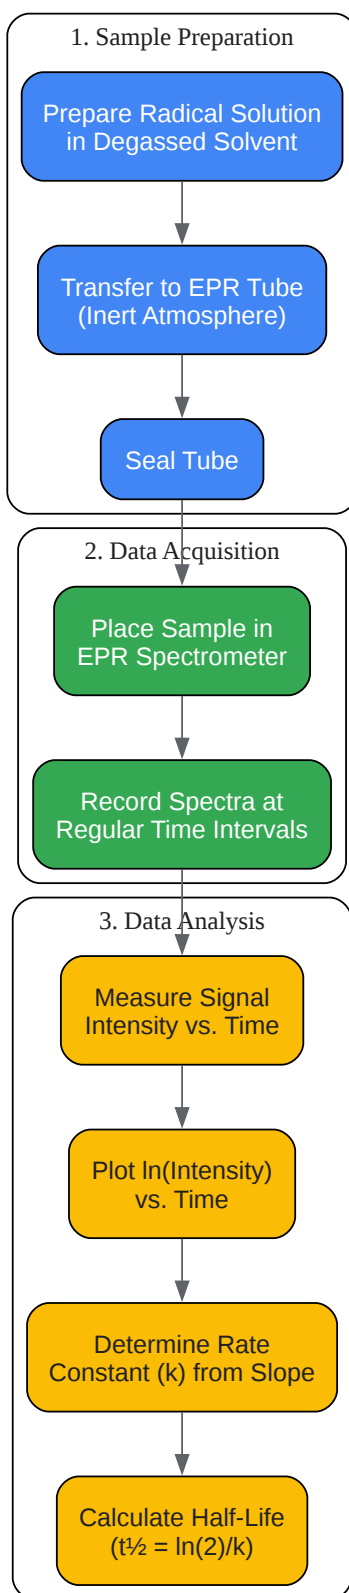 1. Sample Preparation
Prepare Radical Solution
in Degassed Solvent
Transfer to EPR Tube
(Inert Atmosphere)
Seal Tube
2. Data Acquisition
Place Sample in
EPR Spectrometer
Record Spectra at
Regular Time Intervals
3. Data Analysis
Measure Signal
Intensity vs. Time
Plot ln(Intensity)
vs. Time
Determine Rate
Constant (k) from Slope
Calculate Half-Life
(t½ = ln(2)/k)